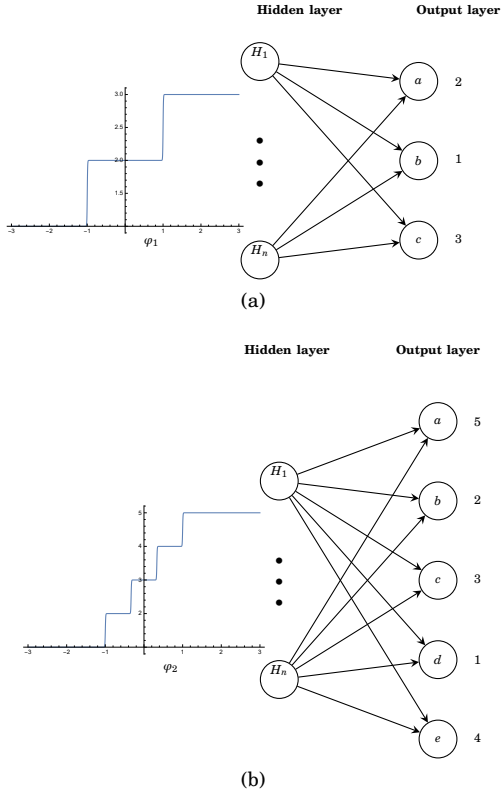 Hidden layer Output layer
H1
a 2
3.0
2.5
b 1
2.0
1.5
c 3
-3 -2 -1 0 1 2 3
φ1
Hn
(a)
Hidden layer Output layer
a 5
H1
b 2
5
4
c 3
3
2
d 1
-3 -2 -1 0 1 2 3
φ2
Hn
e 4
(b)